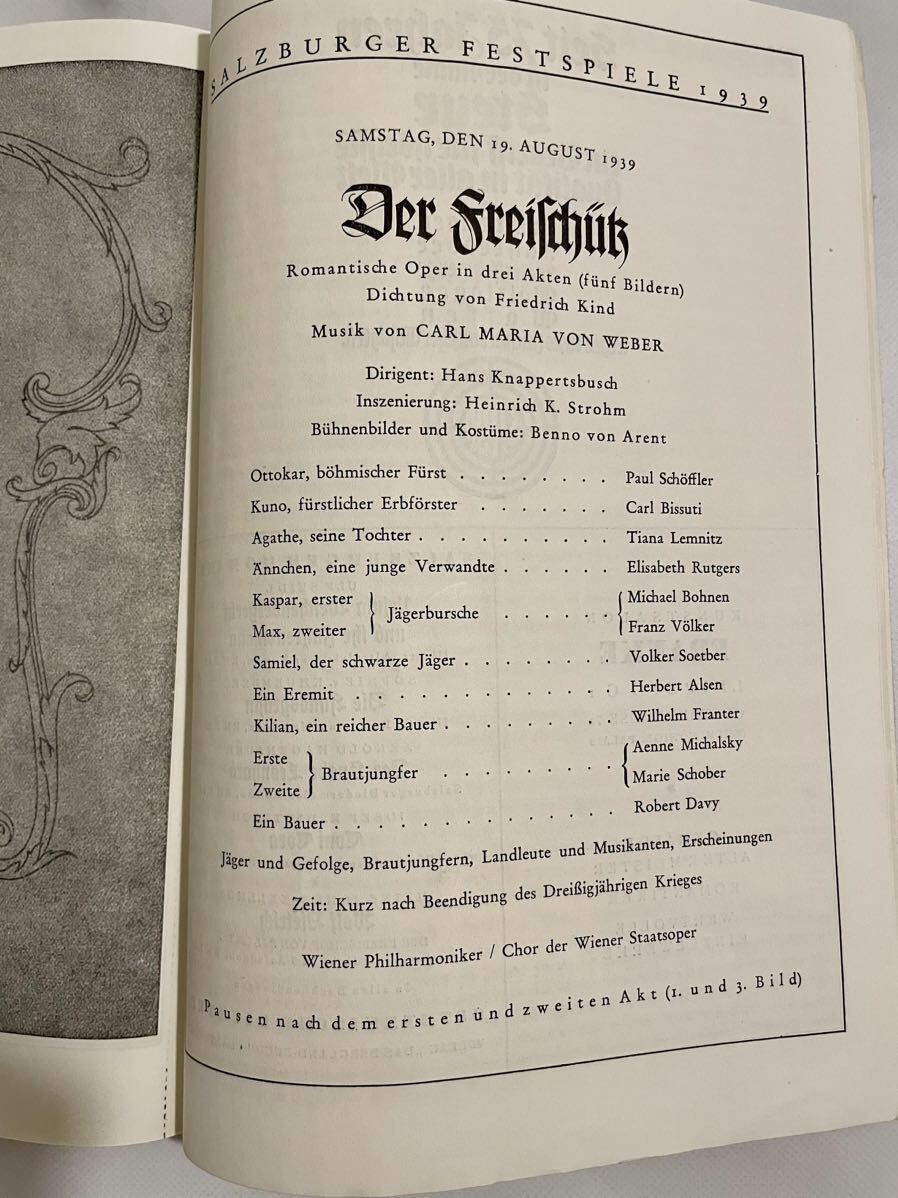 SALZBURGER FESTSPIELE 1939
SAMSTAG, DEN 19. AUGUST 1939
Der Freischütz
Romantische Oper in drei Akten (fünf Bildern)
Dichtung von Friedrich Kind
Musik von CARL MARIA VON WEBER
Dirigent: Hans Knappertsbusch
Inszenierung: Heinrich K. Strohm
Bühnenbilder und Kostüme: Benno von Arent
Ottokar, böhmischer Fürst . . . . . . . . Paul Schöffler
Kuno, fürstlicher Erbförster . . . . . . . Carl Bissuti
Agathe, seine Tochter . . . . . . . . . . Tiana Lemnitz
Ännchen, eine junge Verwandte . . . . . . Elisabeth Rutgers
Kaspar, erster } Jägerbursche . . . . . . { Michael Bohnen
Max, zweiter } { Franz Völker
Samiel, der schwarze Jäger . . . . . . . . Volker Soetber
Ein Eremit . . . . . . . . . . . . . Herbert Alsen
Kilian, ein reicher Bauer . . . . . . . . . Wilhelm Franter
Erste } Brautjungfer . . . . . . . . . { Aenne Michalsky
Zweite } { Marie Schober
Ein Bauer . . . . . . . . . . . . . . Robert Davy
Jäger und Gefolge, Brautjungfern, Landleute und Musikanten, Erscheinungen
Zeit: Kurz nach Beendigung des Dreißigjährigen Krieges
Wiener Philharmoniker / Chor der Wiener Staatsoper
Pausen nach dem ersten und zweiten Akt (1. und 3. Bild)